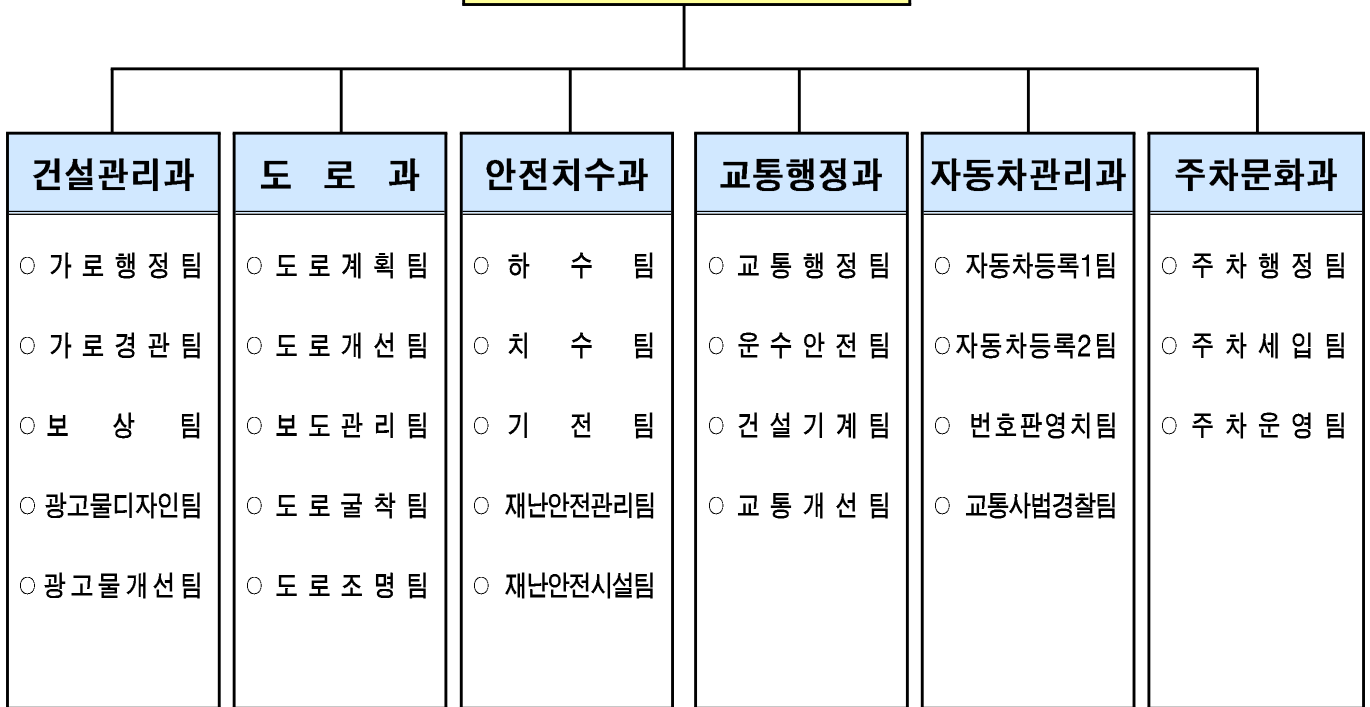 건설관리과
○ 가로행정팀
○ 가로경관팀
○ 보상팀
○ 광고물디자인팀
○ 광고물개선팀
도로과
○ 도로계획팀
○ 도로개선팀
○ 보도관리팀
○ 도로굴착팀
○ 도로조명팀
안전치수과
○ 하수팀
○ 치수팀
○ 기전팀
○ 재난안전관리팀
○ 재난안전시설팀
교통행정과
○ 교통행정팀
○ 운수안전팀
○ 건설기계팀
○ 교통개선팀
자동차관리과
○ 자동차등록1팀
○ 자동차등록2팀
○ 번호판영치팀
○ 교통사법경찰팀
주차문화과
○ 주차행정팀
○ 주차세입팀
○ 주차운영팀